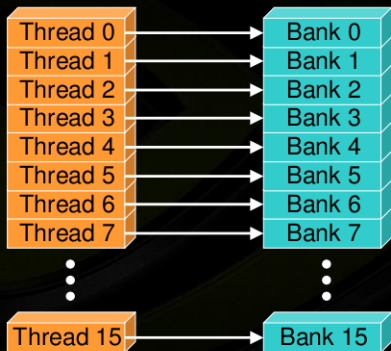 Thread 0 Bank 0
Thread 1 Bank 1
Thread 2 Bank 2
Thread 3 Bank 3
Thread 4 Bank 4
Thread 5 Bank 5
Thread 6 Bank 6
Thread 7 Bank 7
Thread 15 Bank 15